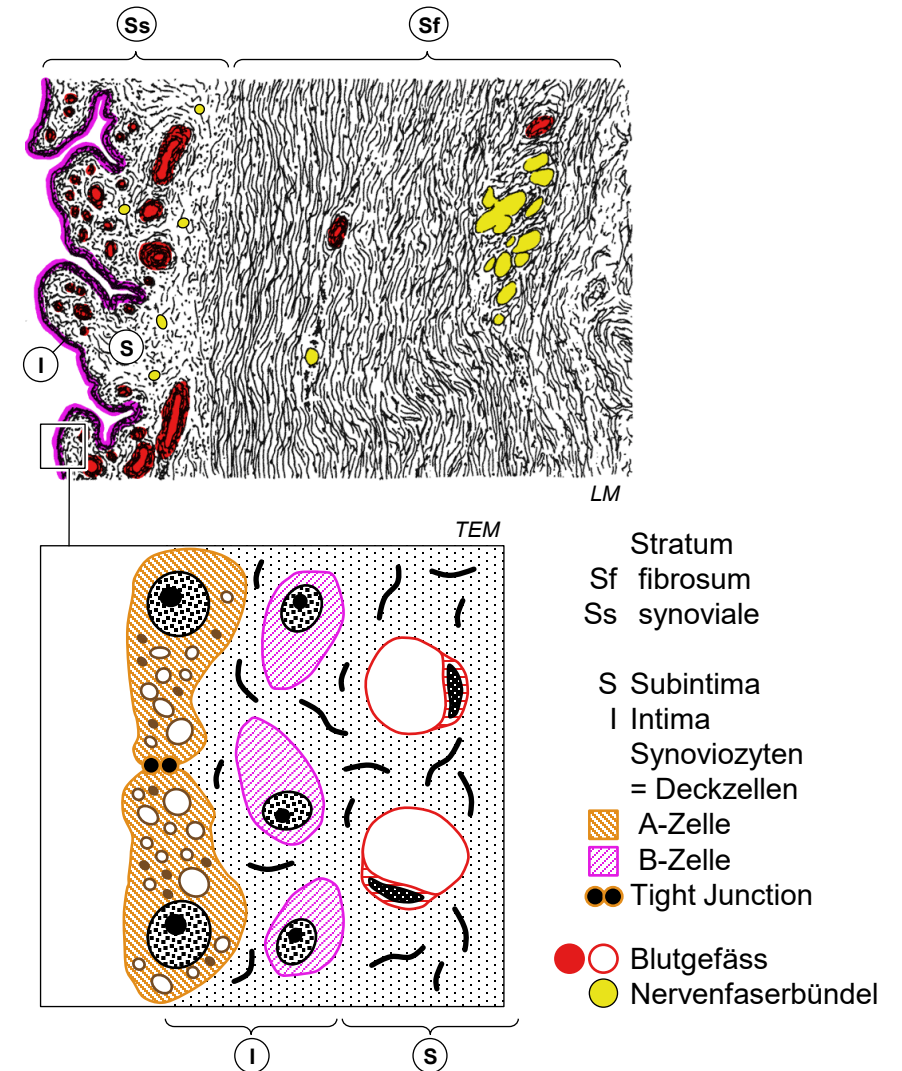 Ss
Sf
S
I
LM
TEM
Stratum
Sf fibrosum
Ss synoviale
S Subintima
I Intima
Synoviozyten
= Deckzellen
A-Zelle
B-Zelle
Tight Junction
Blutgefäss
Nervenfaserbündel
I
S